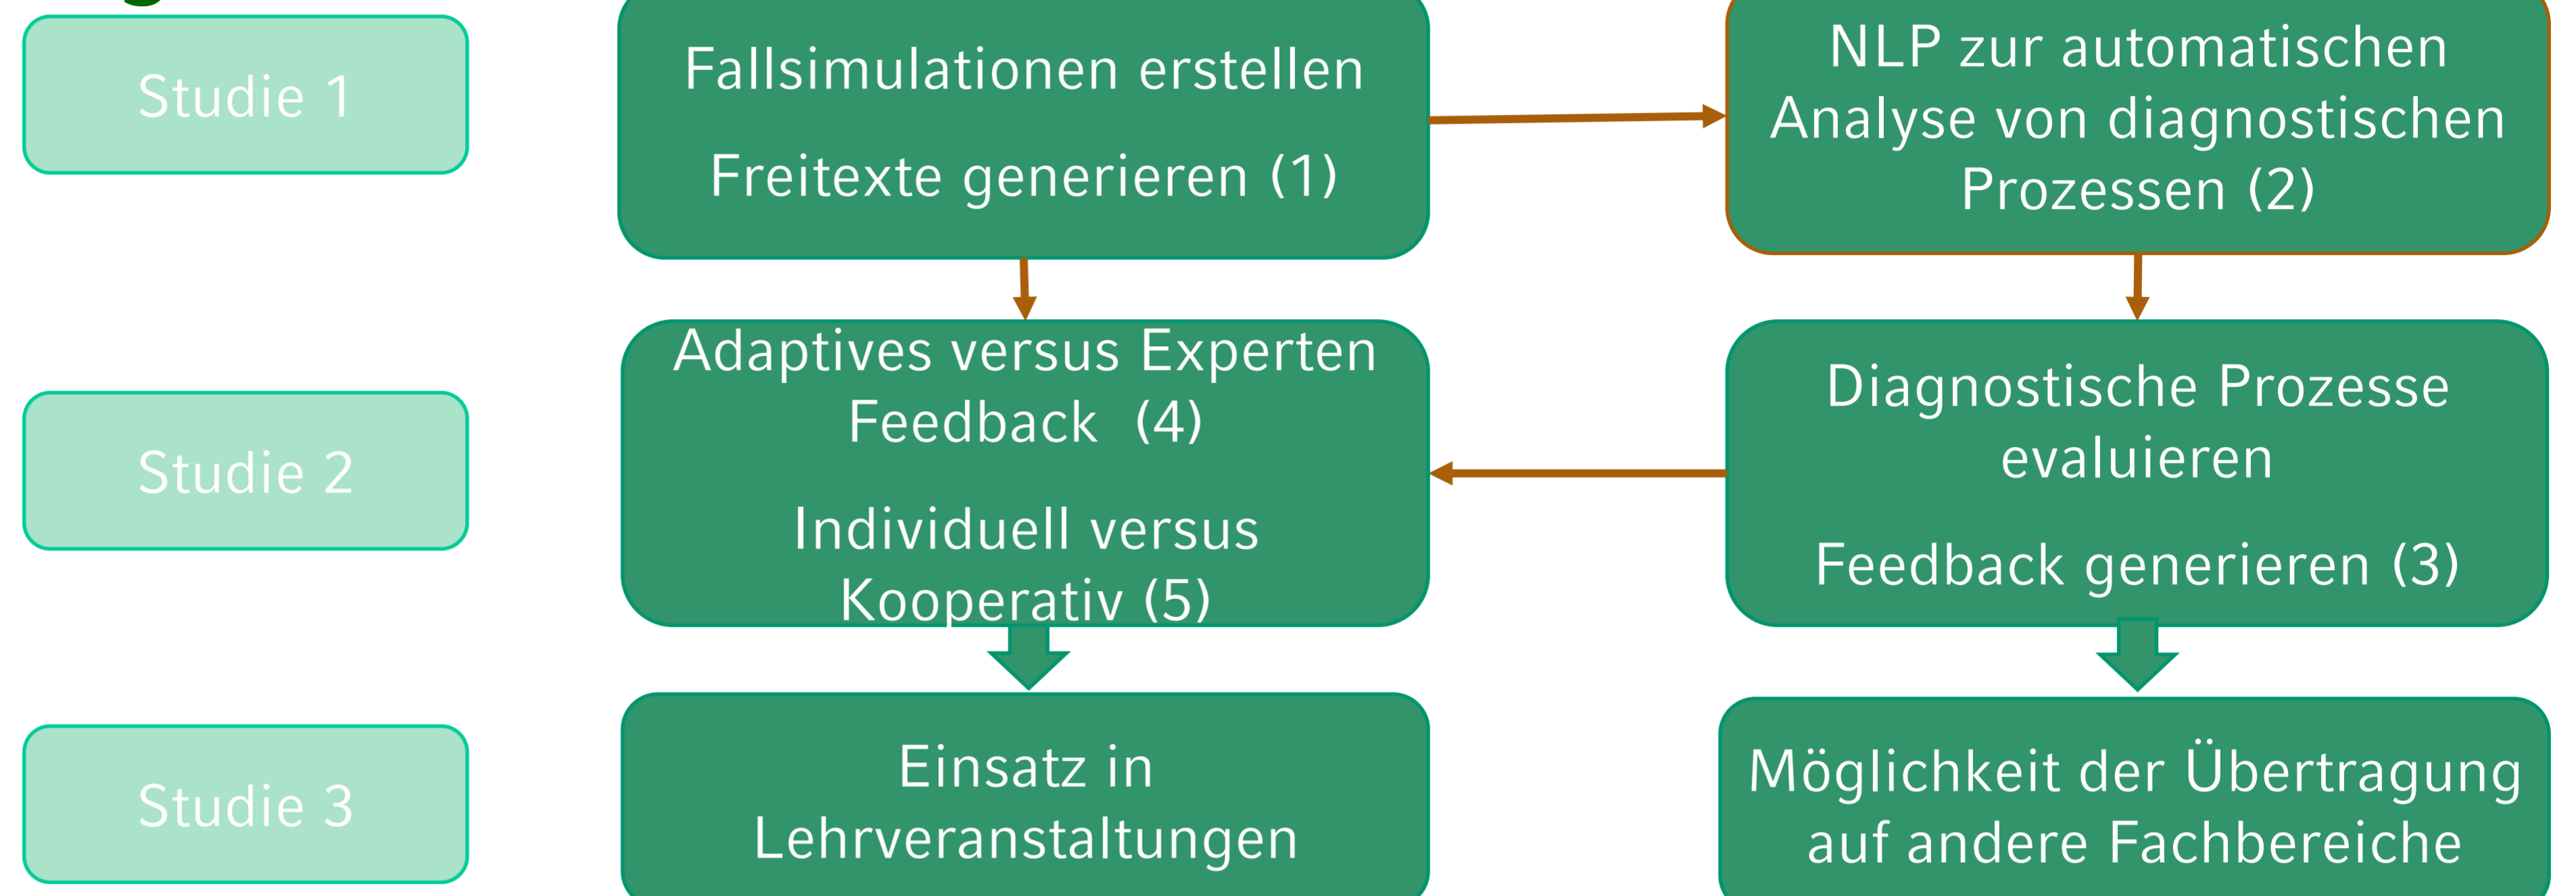 Studie 1
Fallsimulationen erstellen
Freitexte generieren (1)
NLP zur automatischen
Analyse von diagnostischen
Prozessen (2)
Studie 2
Adaptives versus Experten
Feedback (4)
Individuell versus
Kooperativ (5)
Diagnostische Prozesse
evaluieren
Feedback generieren (3)
Studie 3
Einsatz in
Lehrveranstaltungen
Möglichkeit der Übertragung
auf andere Fachbereiche